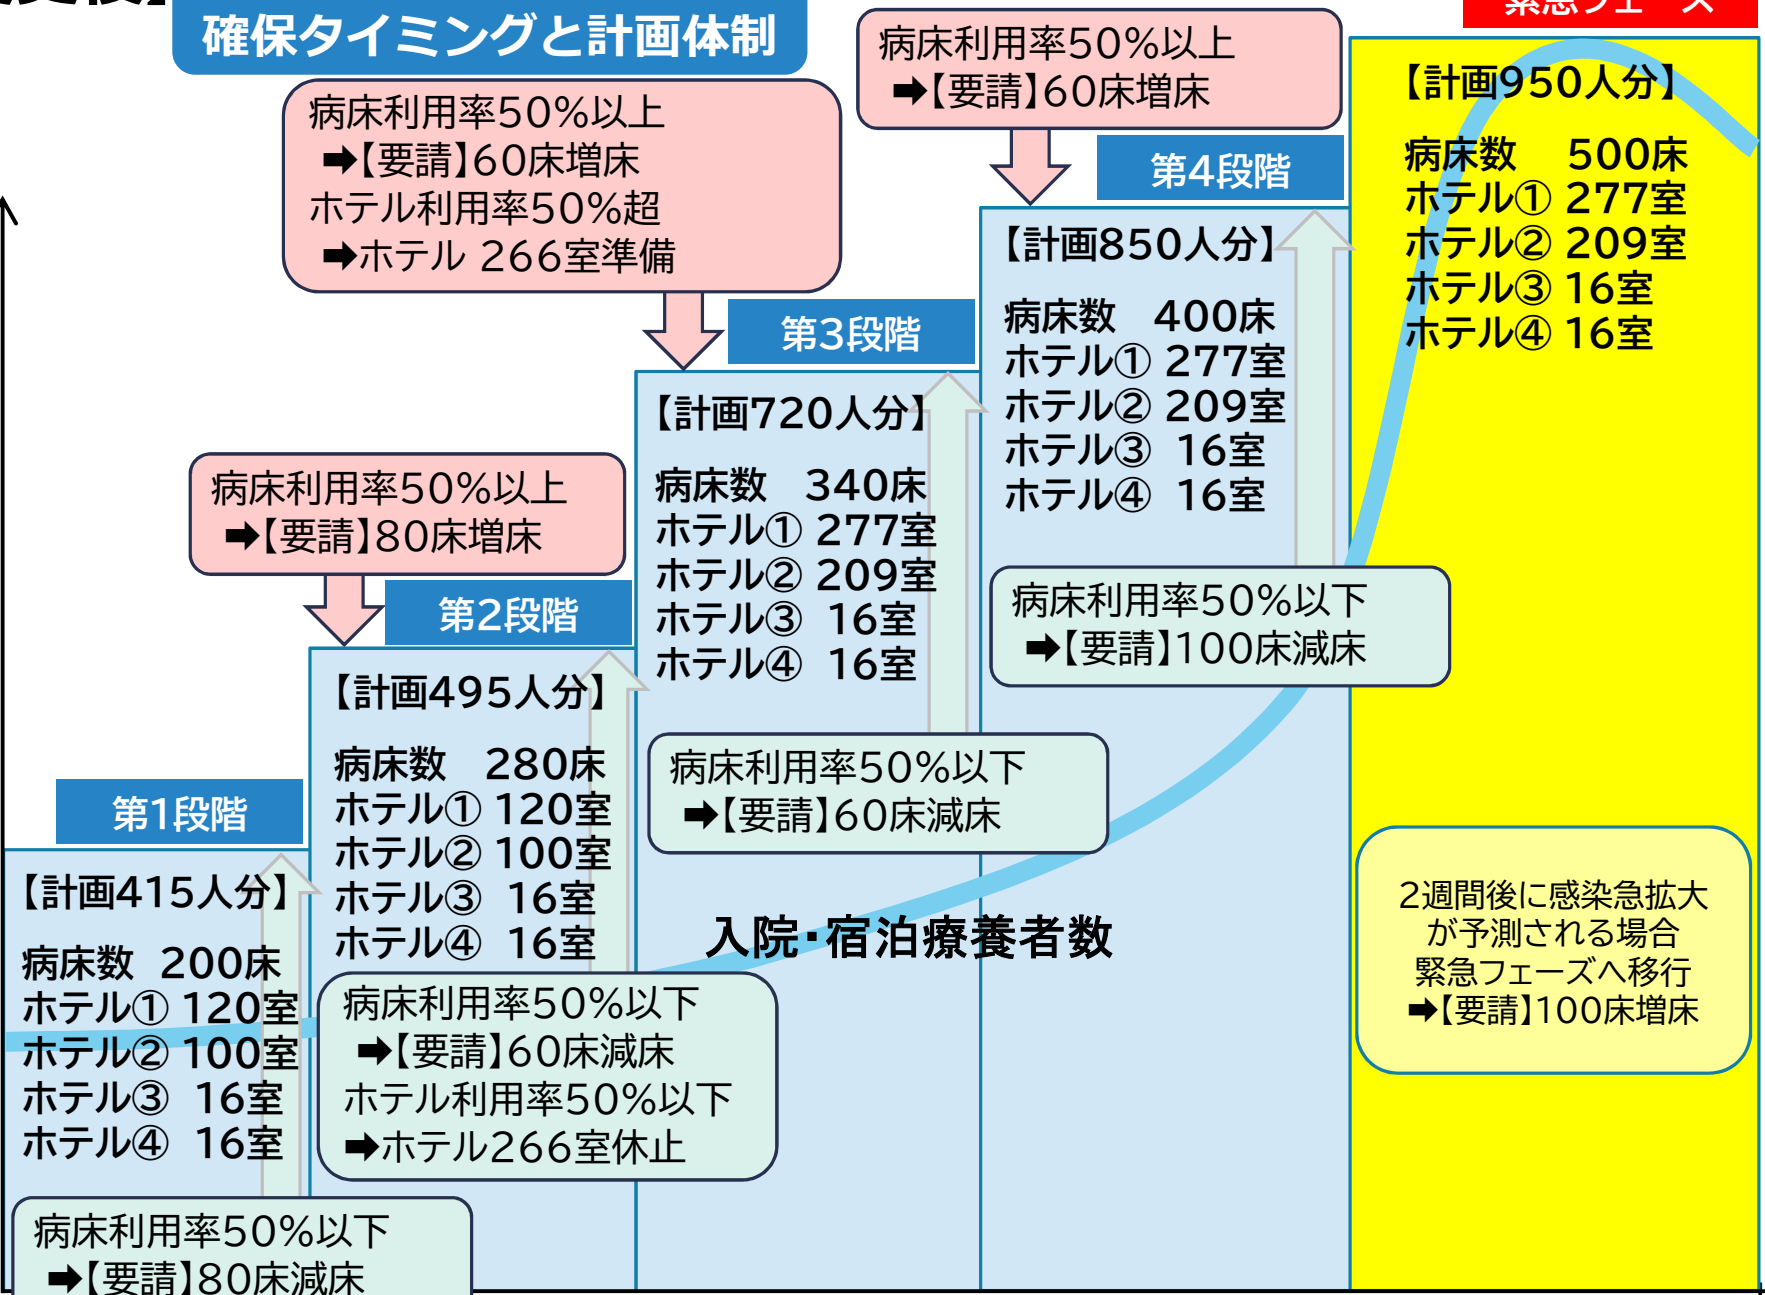 確保タイミングと計画体制
病床利用率50%以上
➡【要請】60床増床
ホテル利用率50%超
➡ホテル 266室準備
病床利用率50%以上
➡【要請】60床増床
病床利用率50%以上
➡【要請】80床増床
第1段階
【計画415人分】
病床数 200床
ホテル① 120室
ホテル② 100室
ホテル③ 16室
ホテル④ 16室
病床利用率50%以下
➡【要請】80床減床
第2段階
【計画495人分】
病床数 280床
ホテル① 120室
ホテル② 100室
ホテル③ 16室
ホテル④ 16室
病床利用率50%以下
➡【要請】60床減床
ホテル利用率50%以下
➡ホテル266室休止
第3段階
【計画720人分】
病床数 340床
ホテル① 277室
ホテル② 209室
ホテル③ 16室
ホテル④ 16室
病床利用率50%以下
➡【要請】60床減床
入院・宿泊療養者数
第4段階
【計画850人分】
病床数 400床
ホテル① 277室
ホテル② 209室
ホテル③ 16室
ホテル④ 16室
病床利用率50%以下
➡【要請】100床減床
緊急フェーズ
【計画950人分】
病床数 500床
ホテル① 277室
ホテル② 209室
ホテル③ 16室
ホテル④ 16室
2週間後に感染急拡大
が予測される場合
緊急フェーズへ移行
➡【要請】100床増床